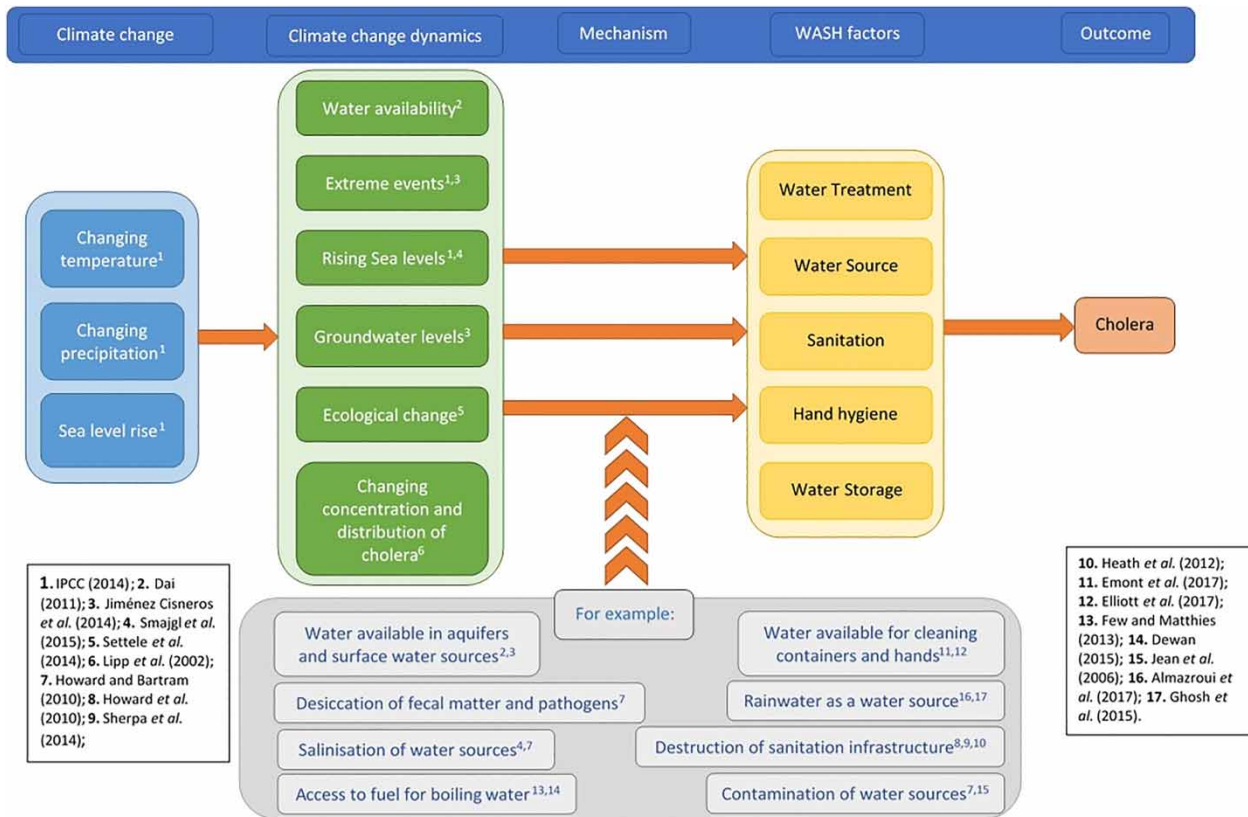 Climate change
Climate change dynamics
Mechanism
WASH factors
Outcome
Changing
temperature¹
Changing
precipitation¹
Sea level rise¹
Water availability²
Extreme events¹,³
Rising Sea levels¹,⁴
Groundwater levels³
Ecological change⁵
Changing
concentration and
distribution of
cholera⁶
Water Treatment
Water Source
Sanitation
Hand hygiene
Water Storage
Cholera
For example:
Water available in aquifers
and surface water sources²,³
Desiccation of fecal matter and pathogens⁷
Salinisation of water sources⁴,⁷
Access to fuel for boiling water¹³,¹⁴
Water available for cleaning
containers and hands¹¹,¹²
Rainwater as a water source¹⁶,¹⁷
Destruction of sanitation infrastructure⁸,⁹,¹⁰
Contamination of water sources⁷,¹⁵
1. IPCC (2014); 2. Dai
(2011); 3. Jiménez Cisneros
et al. (2014); 4. Smajgl et al.
(2015); 5. Settele et al.
(2014); 6. Lipp et al. (2002);
7. Howard and Bartram
(2010); 8. Howard et al.
(2010); 9. Sherpa et al.
(2014);
10. Heath et al. (2012);
11. Emont et al. (2017);
12. Elliott et al. (2017);
13. Few and Matthies
(2013); 14. Dewan
(2015); 15. Jean et al.
(2006); 16. Almazroui et
al. (2017); 17. Ghosh et
al. (2015).